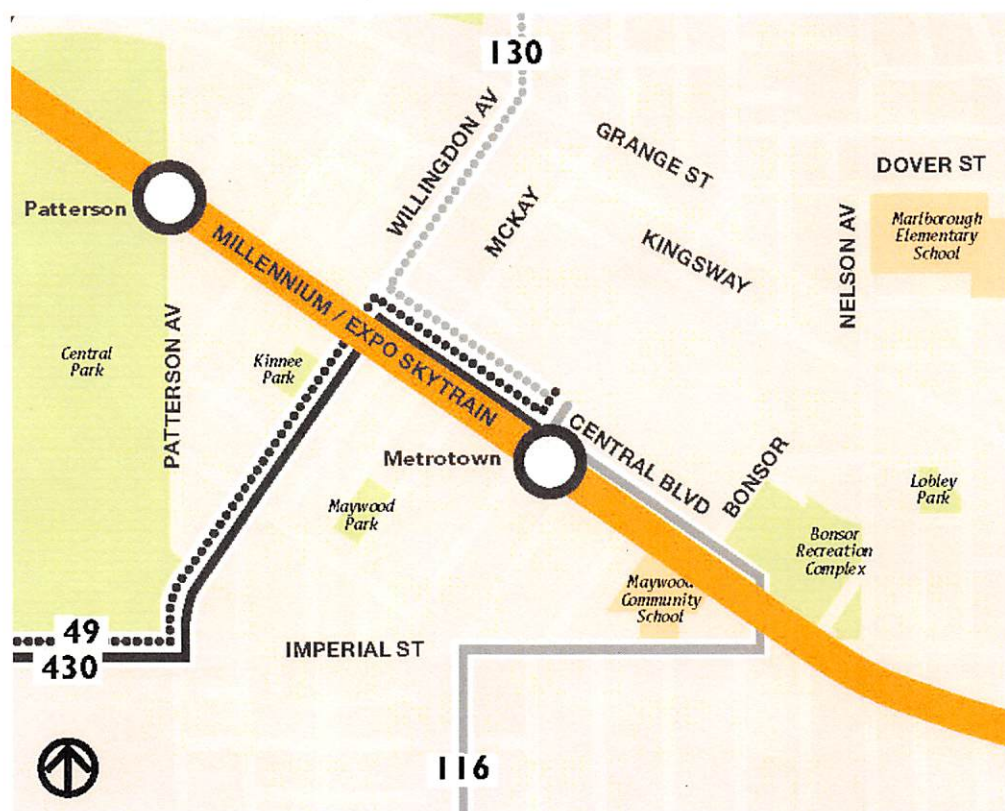 130
WILLINGDON AV
GRANGE ST
DOVER ST
MCKAY
KINGSWAY
NELSON AV
Marlborough
Elementary
School
Patterson
MILLENNIUM / EXPO SKYTRAIN
PATTERSON AV
Central
Park
Kinnee
Park
Metrotown
CENTRAL BLVD
BONSOR
Maywood
Park
Lobley
Park
Bonsor
Recreation
Complex
Maywood
Community
School
49
430
IMPERIAL ST
116